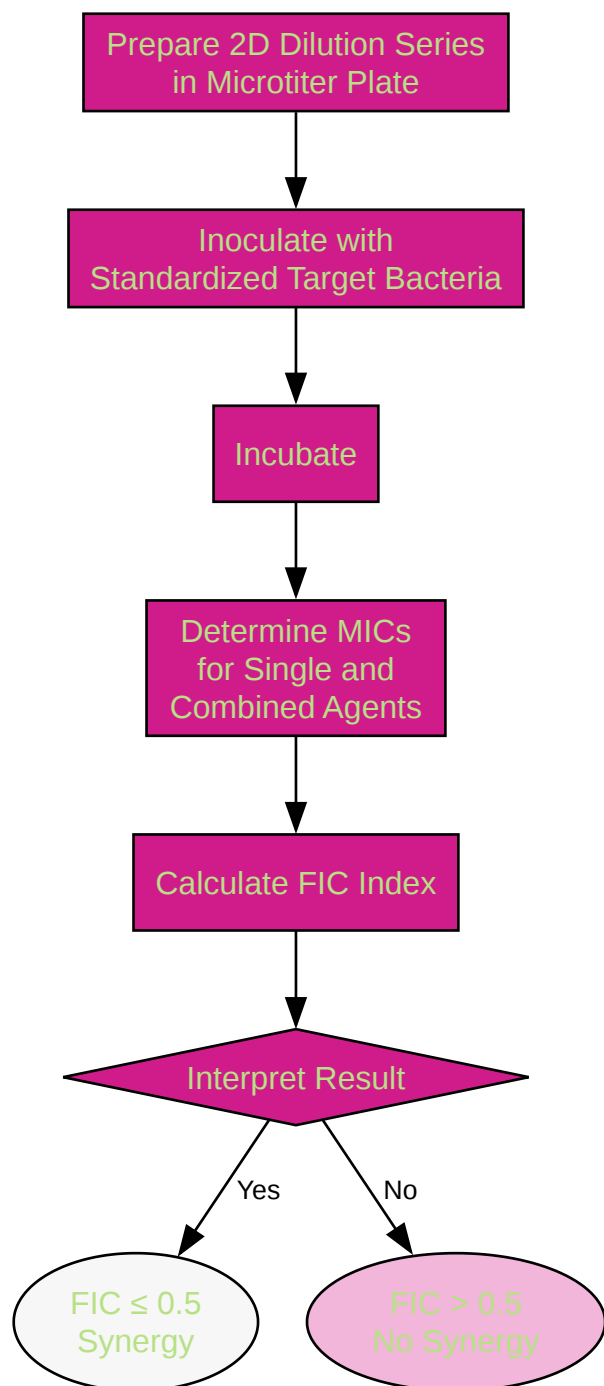 Prepare 2D Dilution Series
in Microtiter Plate
Inoculate with
Standardized Target Bacteria
Incubate
Determine MICs
for Single and
Combined Agents
Calculate FIC Index
Interpret Result
Yes
No
FIC ≤ 0.5
Synergy
FIC > 0.5
No Synergy